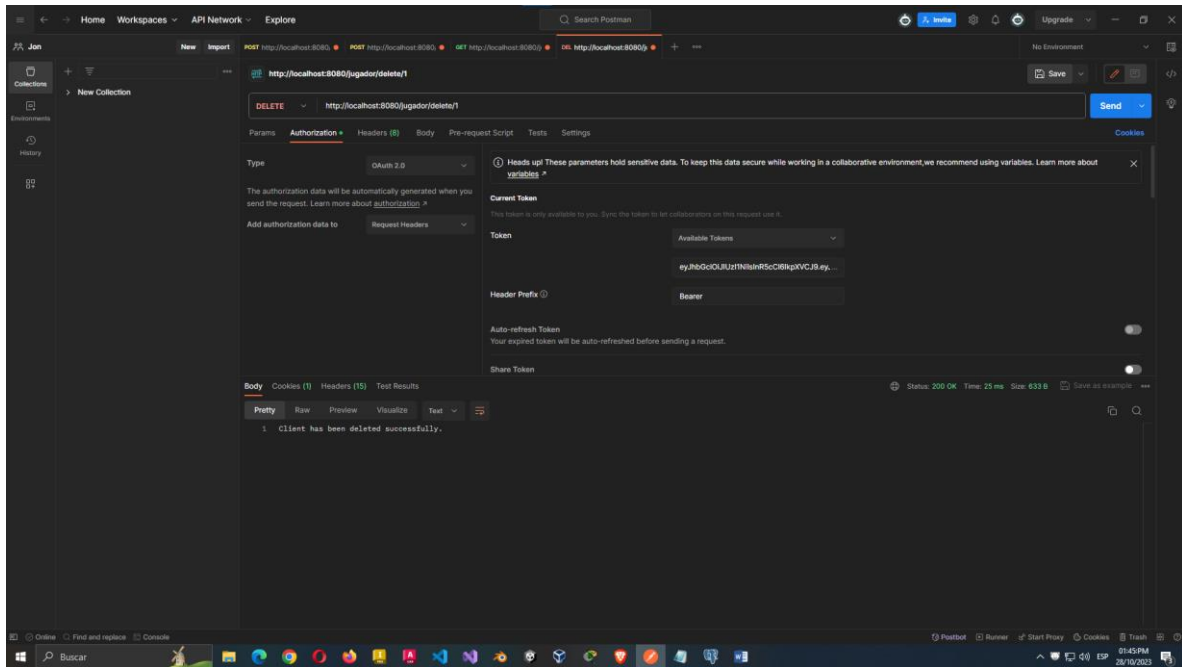 Home Workspaces API Network Explore
Search Postman
Invite
Upgrade
Jon
New Import
POST http://localhost:8080,
POST http://localhost:8080,
GET http://localhost:8080/j
DEL http://localhost:8080/j
No Environment
Collections
Environments
History
New Collection
http://localhost:8080/jugador/delete/1
Save
DELETE http://localhost:8080/jugador/delete/1
Send
Params Authorization Headers (8) Body Pre-request Script Tests Settings
Cookies
Type
OAuth 2.0
The authorization data will be automatically generated when you
send the request. Learn more about authorization
Add authorization data to
Request Headers
Heads up! These parameters hold sensitive data. To keep this data secure while working in a collaborative environment,we recommend using variables. Learn more about
variables
Current Token
This token is only available to you. Sync the token to let collaborators on this request use it.
Token
Available Tokens
Header Prefix
Bearer
Auto-refresh Token
Your expired token will be auto-refreshed before sending a request.
Share Token
Body Cookies (1) Headers (15) Test Results
Status: 200 OK Time: 25 ms Size: 633 B Save as example
Pretty Raw Preview Visualize Text
1 Client has been deleted successfully.
Online Find and replace Console
Postbot Runner Start Proxy Cookies Trash
Buscar
ESP
01:45PM
28/10/2023